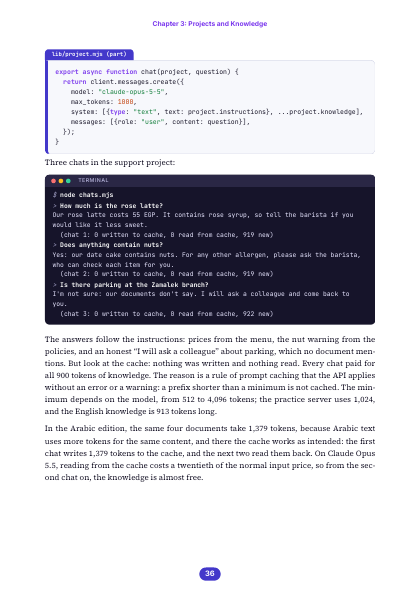 Chapter 3: Projects and Knowledge
lib/project.mjs (part)
export async function chat(project, question) {
  return client.messages.create({
    model: "claude-opus-5-5",
    max_tokens: 1000,
    system: [{type: "text", text: project.instructions}, ...project.knowledge],
    messages: [{role: "user", content: question}],
  });
}
Three chats in the support project:
TERMINAL
$ node chats.mjs
> How much is the rose latte?
Our rose latte costs 55 EGP. It contains rose syrup, so tell the barista if you
would like it less sweet.
  (chat 1: 0 written to cache, 0 read from cache, 919 new)
> Does anything contain nuts?
Yes: our date cake contains nuts. For any other allergen, please ask the barista,
who can check each item for you.
  (chat 2: 0 written to cache, 0 read from cache, 919 new)
> Is there parking at the Zamalek branch?
I'm not sure: our documents don't say. I will ask a colleague and come back to
you.
  (chat 3: 0 written to cache, 0 read from cache, 922 new)
The answers follow the instructions: prices from the menu, the nut warning from the
policies, and an honest “I will ask a colleague” about parking, which no document men-
tions. But look at the cache: nothing was written and nothing read. Every chat paid for
all 900 tokens of knowledge. The reason is a rule of prompt caching that the API applies
without an error or a warning: a prefix shorter than a minimum is not cached. The min-
imum depends on the model, from 512 to 4,096 tokens; the practice server uses 1,024,
and the English knowledge is 913 tokens long.
In the Arabic edition, the same four documents take 1,379 tokens, because Arabic text
uses more tokens for the same content, and there the cache works as intended: the first
chat writes 1,379 tokens to the cache, and the next two read them back. On Claude Opus
5.5, reading from the cache costs a twentieth of the normal input price, so from the sec-
ond chat on, the knowledge is almost free.
36